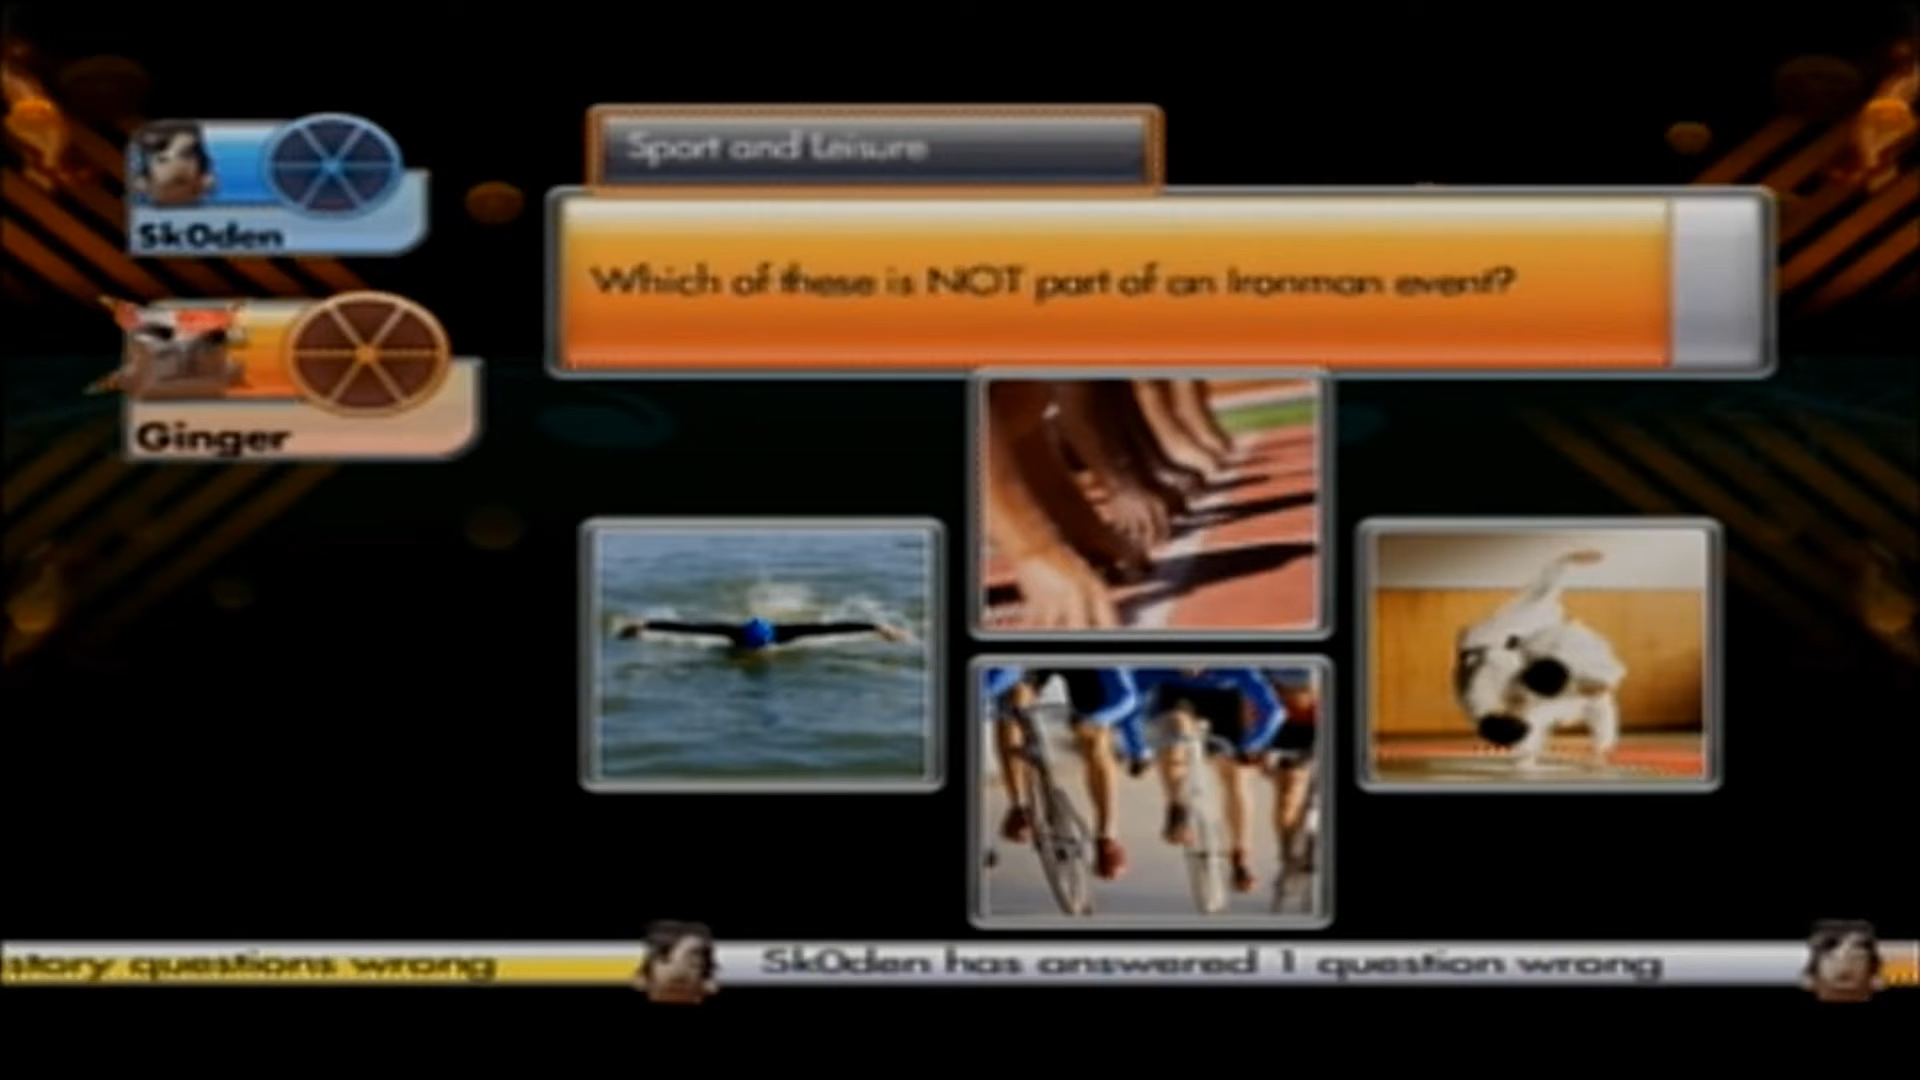 Sport and Leisure
Sk0den
Which of these is NOT part of an Ironman event?
Ginger
story questions wrong
Sk0den has answered 1 question wrong